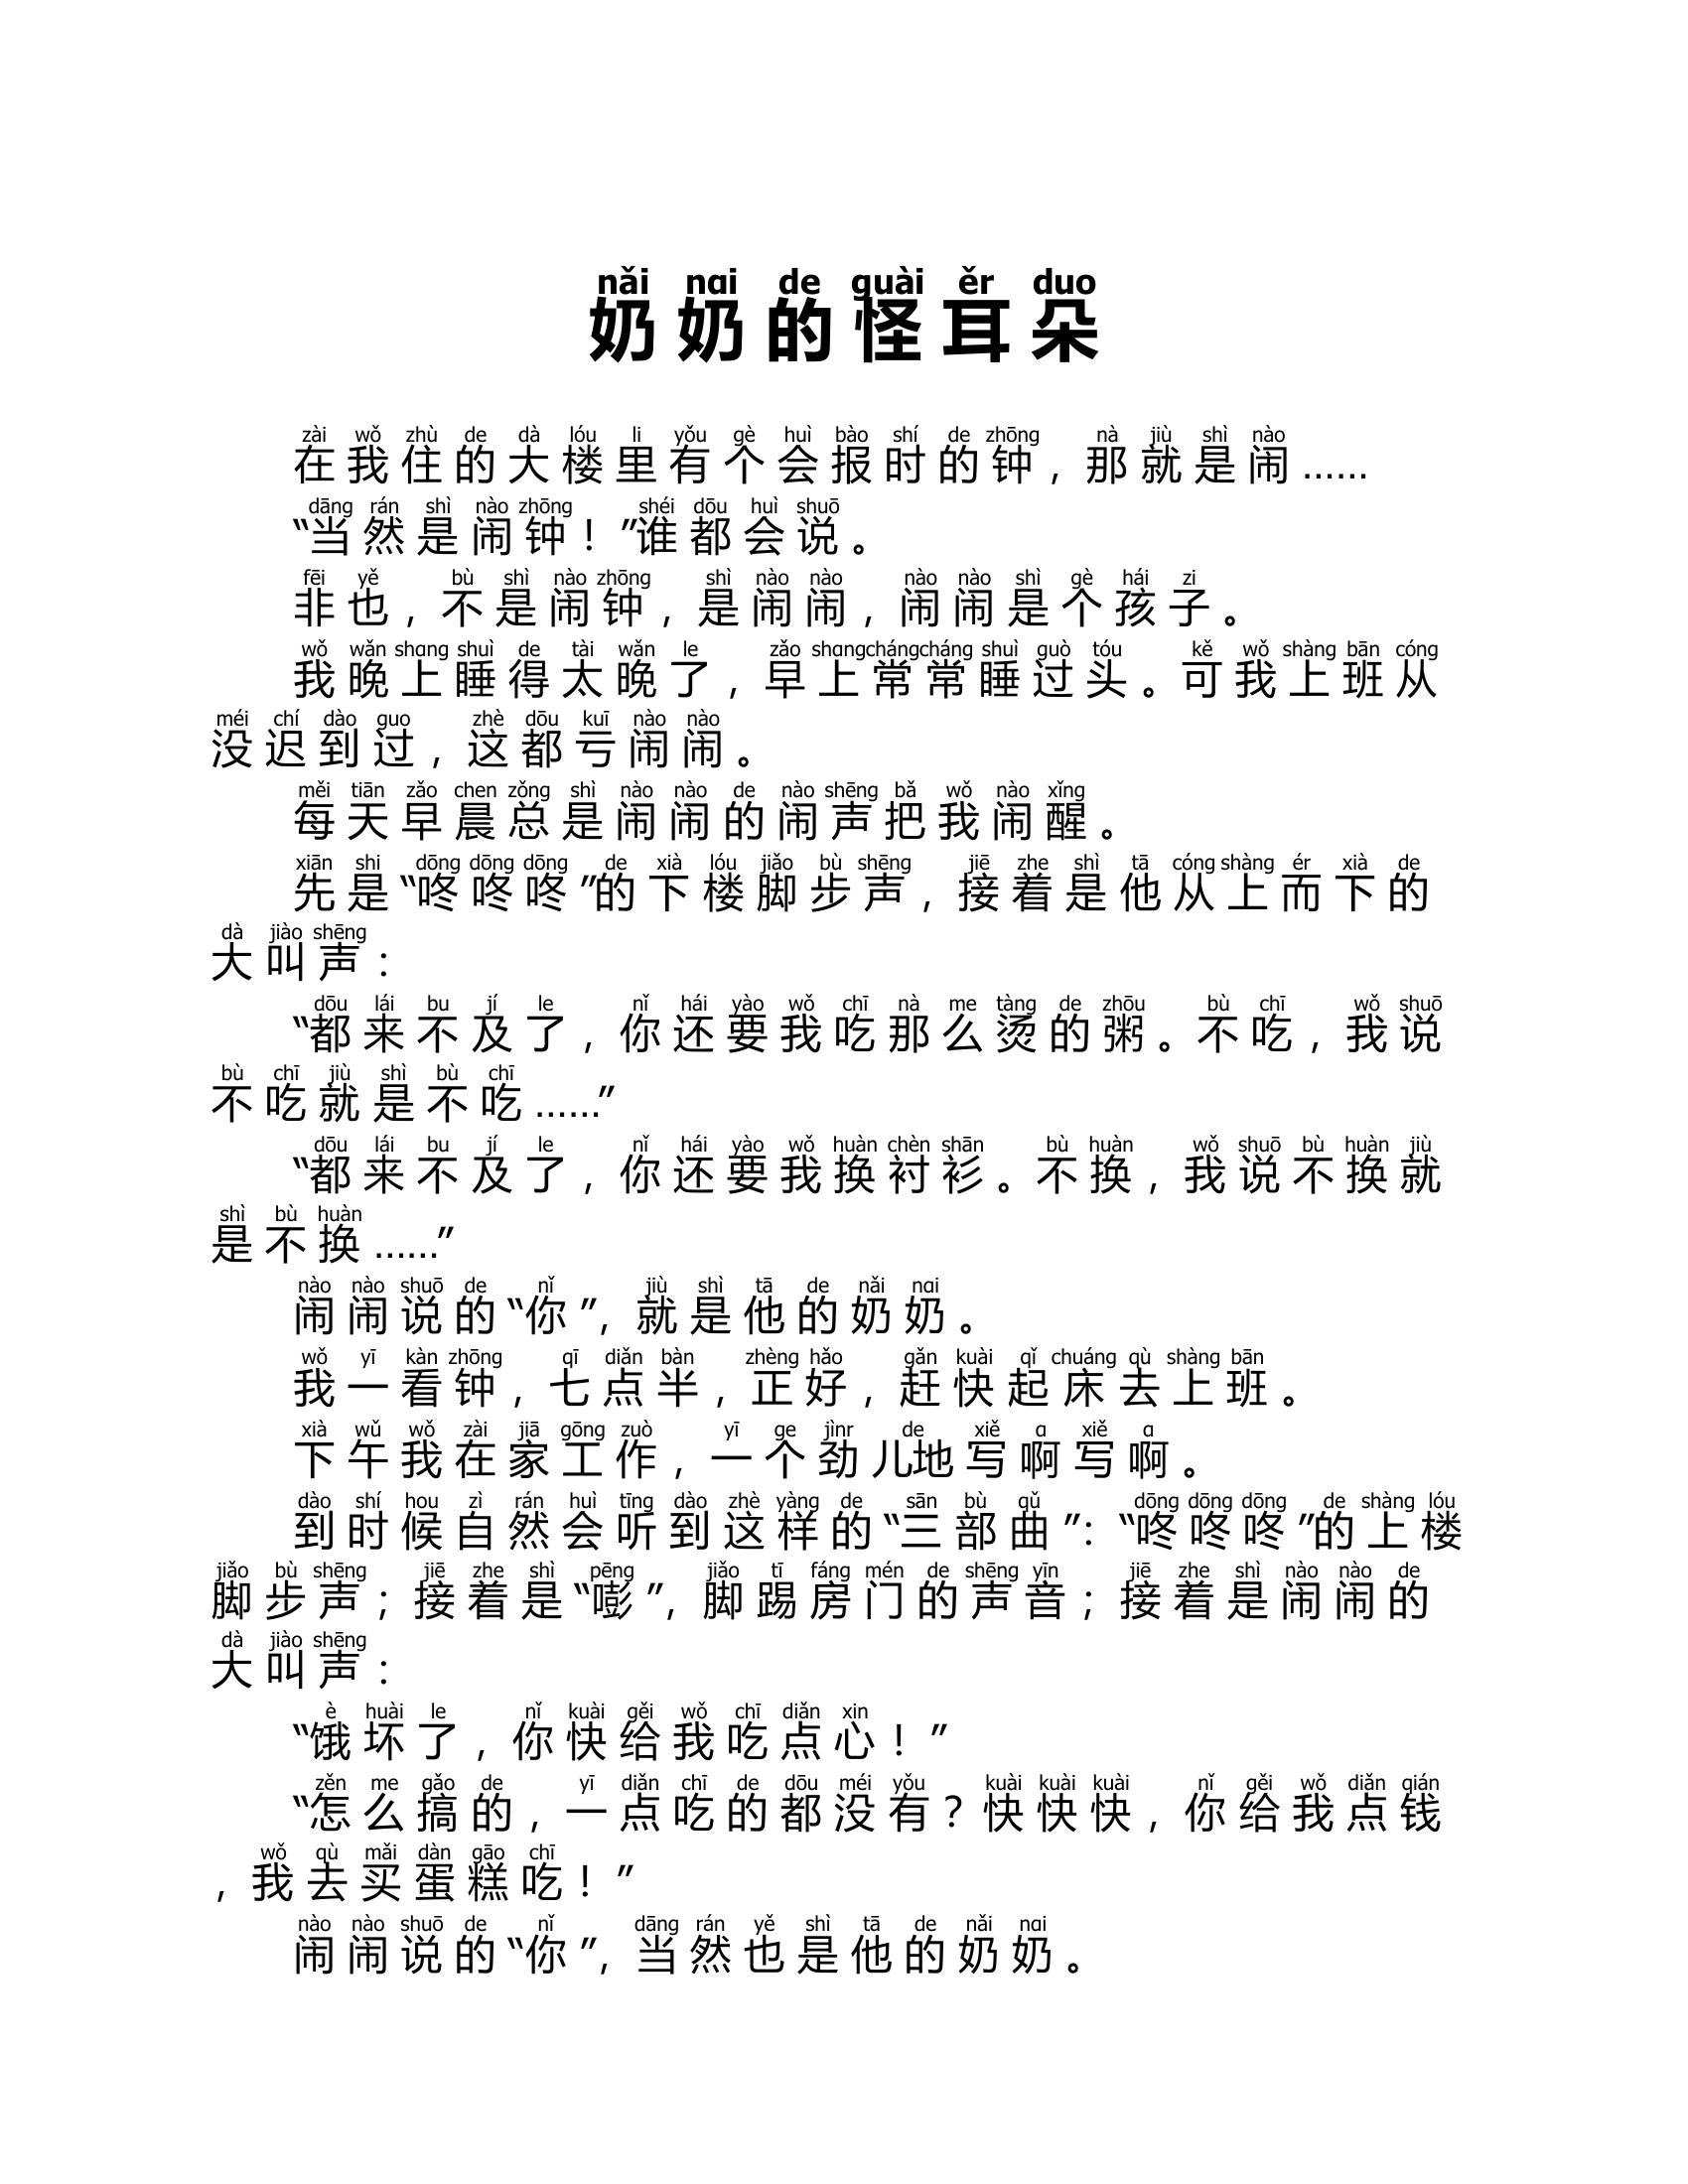 nǎi nɑi de guài ěr duo
奶奶的怪耳朵
zài wǒ zhù de dà lóu li yǒu gè huì bào shí de zhōng nà jiù shì nào
在我住的大楼里有个会报时的钟，那就是闹……
dāng rán shì nào zhōng shéi dōu huì shuō
“当然是闹钟！”谁都会说。
fēi yě bù shì nào zhōng shì nào nào nào nào shì gè hái zi
非也，不是闹钟，是闹闹，闹闹是个孩子。
wǒ wǎn shɑng shuì de tài wǎn le zǎo shɑng cháng cháng shuì guò tóu kě wǒ shàng bān cóng
我晚上睡得太晚了，早上常常睡过头。可我上班从
méi chí dào guo zhè dōu kuī nào nào
没迟到过，这都亏闹闹。
měi tiān zǎo chen zǒng shì nào nào de nào shēng bǎ wǒ nào xǐng
每天早晨总是闹闹的闹声把我闹醒。
xiān shi dōng dōng dōng de xià lóu jiǎo bù shēng jiē zhe shì tā cóng shàng ér xià de
先是“咚咚咚”的下楼脚步声，接着是他从上而下的
dà jiào shēng
大叫声：
dōu lái bu jí le nǐ hái yào wǒ chī nà me tàng de zhōu bù chī wǒ shuō
“都来不及了，你还要我吃那么烫的粥。不吃，我说
bù chī jiù shì bù chī
不吃就是不吃……”
dōu lái bu jí le nǐ hái yào wǒ huàn chèn shān bù huàn wǒ shuō bù huàn jiù
“都来不及了，你还要我换衬衫。不换，我说不换就
shì bù huàn
是不换……”
nào nào shuō de nǐ jiù shì tā de nǎi nɑi
闹闹说的“你”，就是他的奶奶。
wǒ yī kàn zhōng qī diǎn bàn zhèng hǎo gǎn kuài qǐ chuáng qù shàng bān
我一看钟，七点半，正好，赶快起床去上班。
xià wǔ wǒ zài jiā gōng zuò yī ge jìnr de xiě ɑ xiě ɑ
下午我在家工作，一个劲儿地写啊写啊。
dào shí hou zì rán huì tīng dào zhè yàng de sān bù qǔ dōng dōng dōng de shàng lóu
到时候自然会听到这样的“三部曲”：“咚咚咚”的上楼
jiǎo bù shēng jiē zhe shì pēng jiǎo tī fáng mén de shēng yīn jiē zhe shì nào nào de
脚步声；接着是“嘭”，脚踢房门的声音；接着是闹闹的
dà jiào shēng
大叫声：
è huài le nǐ kuài gěi wǒ chī diǎn xin
“饿坏了，你快给我吃点心！”
zěn me gǎo de yī diǎn chī de dōu méi yǒu kuài kuài kuài nǐ gěi wǒ diǎn qián
“怎么搞的，一点吃的都没有？快快快，你给我点钱
wǒ qù mǎi dàn gāo chī
，我去买蛋糕吃！”
nào nào shuō de nǐ dāng rán yě shì tā de nǎi nɑi
闹闹说的“你”，当然也是他的奶奶。